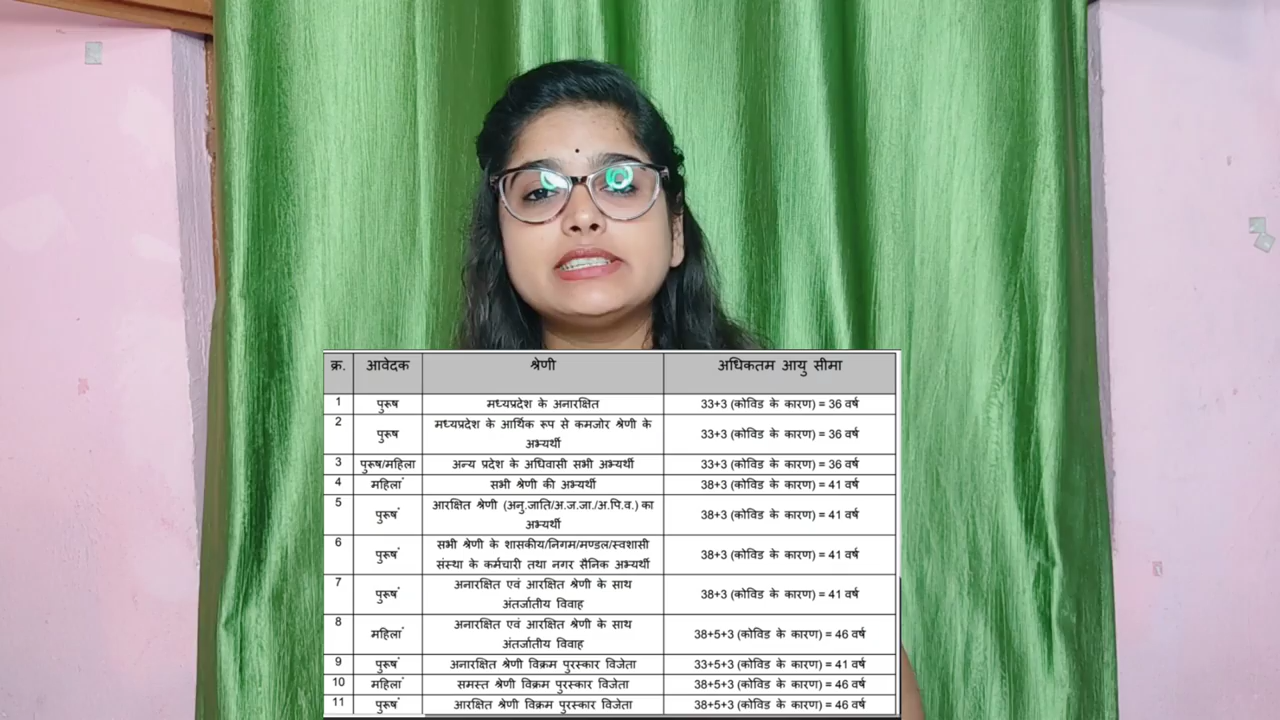 क्र. आवेदक श्रेणी अधिकतम आयु सीमा
1 पुरूष मध्यप्रदेश के अनारक्षित 33+3 (कोविड के कारण) = 36 वर्ष
2 पुरूष मध्यप्रदेश के आर्थिक रूप से कमजोर श्रेणी के
अभ्यर्थी 33+3 (कोविड के कारण) = 36 वर्ष
3 पुरूष/महिला अन्य प्रदेश के अधिवासी सभी अभ्यर्थी 33+3 (कोविड के कारण) = 36 वर्ष
4 महिला* सभी श्रेणी की अभ्यर्थी 38+3 (कोविड के कारण) = 41 वर्ष
5 पुरूष* आरक्षित श्रेणी (अनु.जाति/अ.ज.जा./अ.पि.व.) का
अभ्यर्थी 38+3 (कोविड के कारण) = 41 वर्ष
6 पुरूष* सभी श्रेणी के शासकीय/निगम/मण्डल/स्वशासी
संस्था के कर्मचारी तथा नगर सैनिक अभ्यर्थी 38+3 (कोविड के कारण) = 41 वर्ष
7 पुरूष* अनारक्षित एवं आरक्षित श्रेणी के साथ
अंतर्जातीय विवाह 38+3 (कोविड के कारण) = 41 वर्ष
8 महिला* अनारक्षित एवं आरक्षित श्रेणी के साथ
अंतर्जातीय विवाह 38+5+3 (कोविड के कारण) = 46 वर्ष
9 पुरूष* अनारक्षित श्रेणी विक्रम पुरस्कार विजेता 33+5+3 (कोविड के कारण) = 41 वर्ष
10 महिला* समस्त श्रेणी विक्रम पुरस्कार विजेता 38+5+3 (कोविड के कारण) = 46 वर्ष
11 पुरूष* आरक्षित श्रेणी विक्रम पुरस्कार विजेता 38+5+3 (कोविड के कारण) = 46 वर्ष